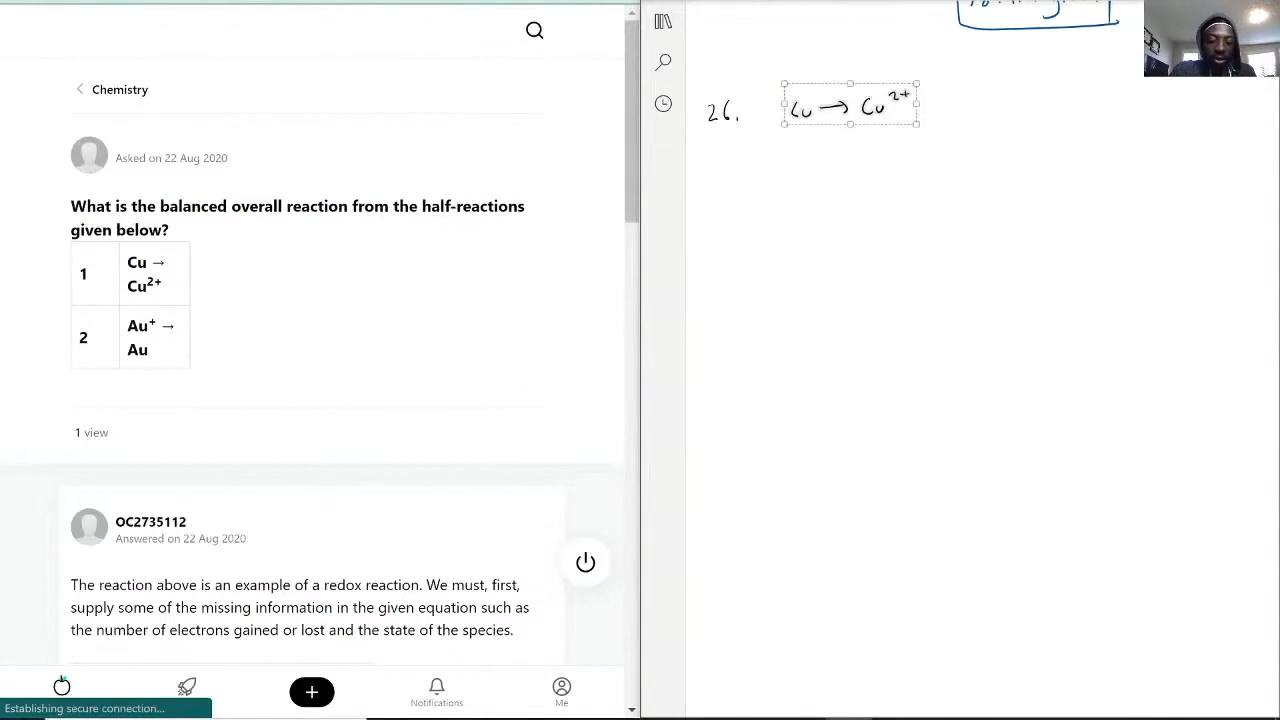 Chemistry
Asked on 22 Aug 2020
What is the balanced overall reaction from the half-reactions
given below?
1
Cu →
Cu²⁺
2
Au⁺ →
Au
1 view
OC2735112
Answered on 22 Aug 2020
The reaction above is an example of a redox reaction. We must, first,
supply some of the missing information in the given equation such as
the number of electrons gained or lost and the state of the species.
Notifications
Me
Establishing secure connection...
26. Cu → Cu²⁺